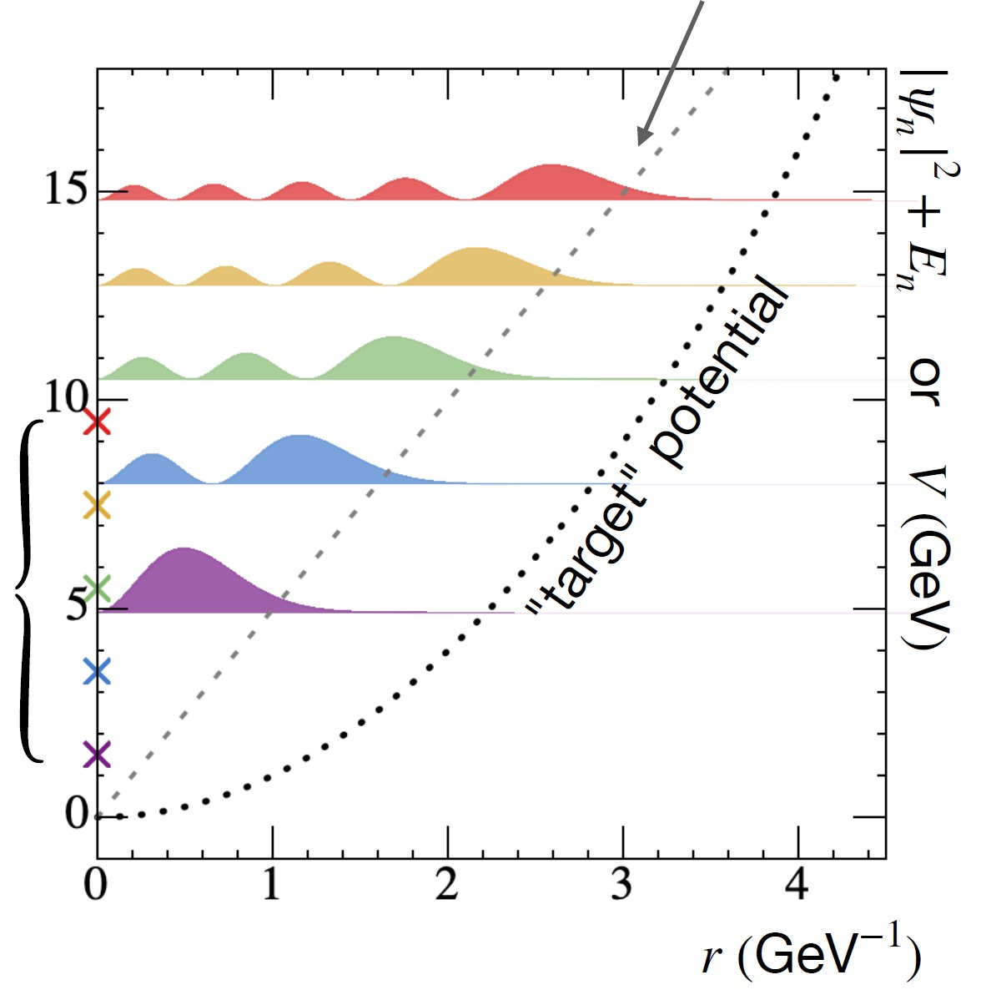 15
10
5
0
0 1 2 3 4
r (GeV⁻¹)
"target" potential
|ψₙ|² + Eₙ or V (GeV)